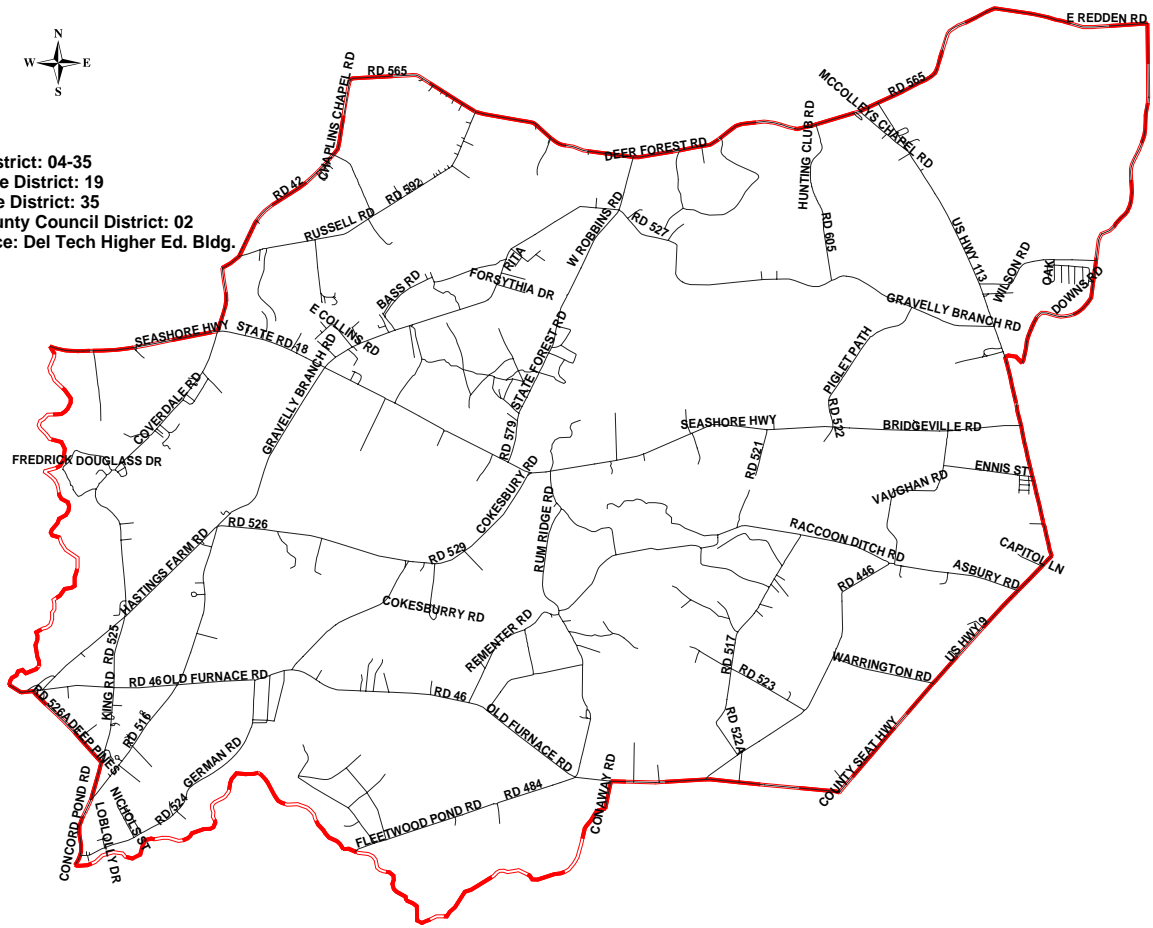 N
W E
S
strict: 04-35
e District: 19
e District: 35
unty Council District: 02
ce: Del Tech Higher Ed. Bldg.
E REDDEN RD
RD 565
CHAPLINS CHAPEL RD
RD 565
MCCOLLEYS CHAPEL RD
HUNTING CLUB RD
DEER FOREST RD
RD 42
RD 592
RUSSELL RD
W ROBBINS RD
RD 527
RD 605
US HWY 113
WILSON RD
OAK
DOWNS RD
RITA
FORSYTHIA DR
BASS RD
E COLLINS RD
GRAVELLY BRANCH RD
SEASHORE HWY
STATE RD 18
STATE FOREST RD
PIGLET PATH
COVERDALE RD
GRAVELLY BRANCH RD
RD 579
SEASHORE HWY
RD 522
BRIDGEVILLE RD
FREDRICK DOUGLASS DR
RD 521
ENNIS ST
VAUGHAN RD
COKESBURY RD
RUM RIDGE RD
RD 526
HASTINGS FARM RD
RD 529
RACCOON DITCH RD
CAPITOL LN
RD 446
ASBURY RD
COKESBURRY RD
REMENTER RD
RD 525
KING RD
RD 517
US HWY 9
WARRINGTON RD
RD 523
RD 46
OLD FURNACE RD
RD 46
RD 526A
DEEP PINES
RD 516
OLD FURNACE RD
RD 522A
GERMAN RD
COUNTY SEAT HWY
CONAWAY RD
RD 484
FLEETWOOD POND RD
RD 524
NICHOLS ST
LOBLOLLY DR
CONCORD POND RD